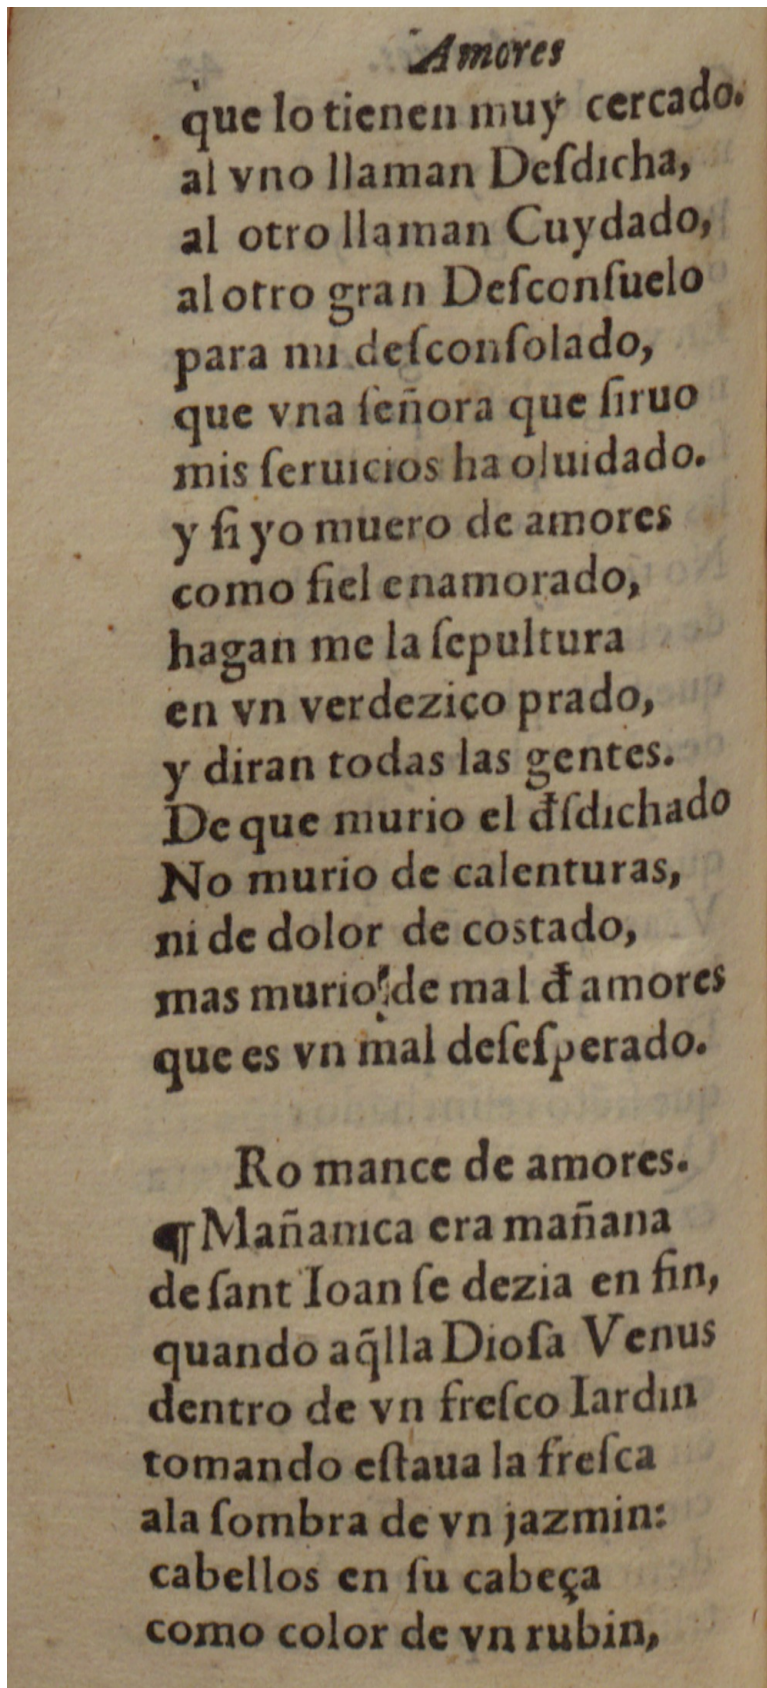 Amores
que lo tienen muy cercado.
al vno llaman Deſdicha,
al otro llaman Cuydado,
al otro gran Deſconſuelo
para mi deſconſolado,
que vna ſeñora que ſiruo
mis ſeruicios ha oluidado.
y ſi yo muero de amores
como fiel enamorado,
hagan me la ſepultura
en vn verdezico prado,
y diran todas las gentes.
De que murio el đſdichado
No murio de calenturas,
ni de dolor de costado,
mas murio de mal đ amores
que es vn mal deſeſperado.
Ro mance de amores.
¶ Mañanica era mañana
de ſant Ioan ſe dezia en fin,
quando aq̃lla Dioſa Venus
dentro de vn freſco Iardin
tomando eſtaua la freſca
ala ſombra de vn jazmin:
cabellos en ſu cabeça
como color de vn rubin,